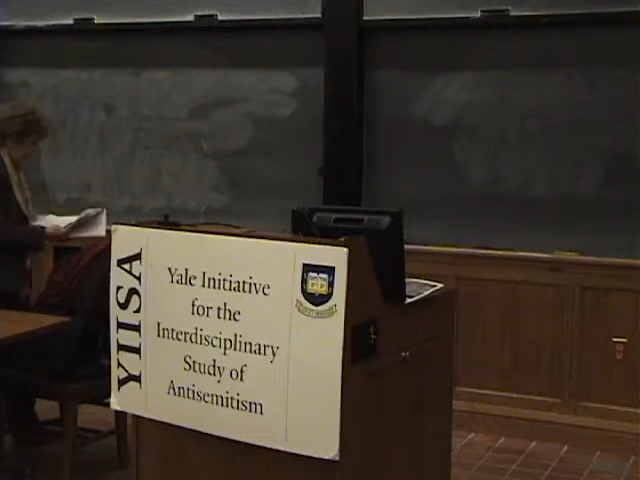 YIISA
Yale Initiative
for the
Interdisciplinary
Study of
Antisemitism